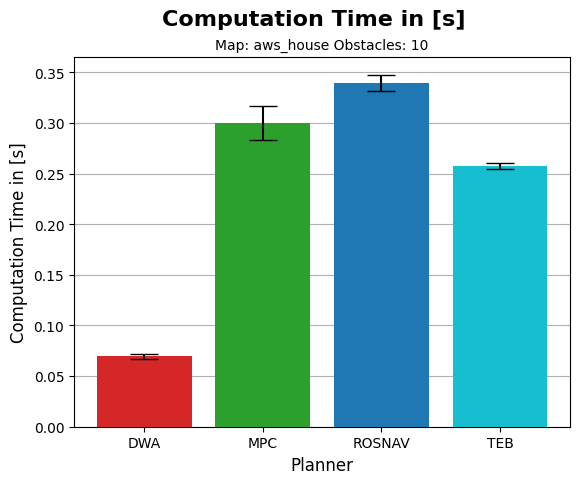 Computation Time in [s]
Map: aws_house Obstacles: 10
Computation Time in [s]
0.35
0.30
0.25
0.20
0.15
0.10
0.05
0.00
DWA MPC ROSNAV TEB
Planner